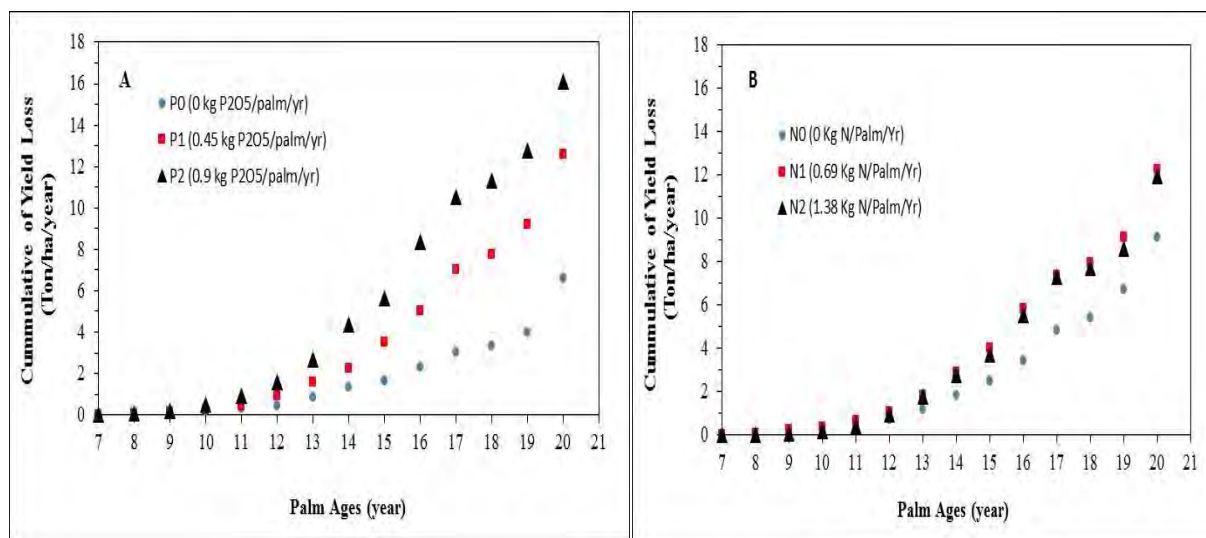 A
P0 (0 kg P2O5/palm/yr)
P1 (0.45 kg P2O5/palm/yr)
P2 (0.9 kg P2O5/palm/yr)
Cummulative of Yield Loss
(Ton/ha/year)
18
16
14
12
10
8
6
4
2
0
7 8 9 10 11 12 13 14 15 16 17 18 19 20 21
Palm Ages (year)
B
N0 (0 Kg N/Palm/Yr)
N1 (0.69 Kg N/Palm/Yr)
N2 (1.38 Kg N/Palm/Yr)
Cummulative of Yield Loss
(Ton/ha/year)
18
16
14
12
10
8
6
4
2
0
7 8 9 10 11 12 13 14 15 16 17 18 19 20 21
Palm Ages (year)